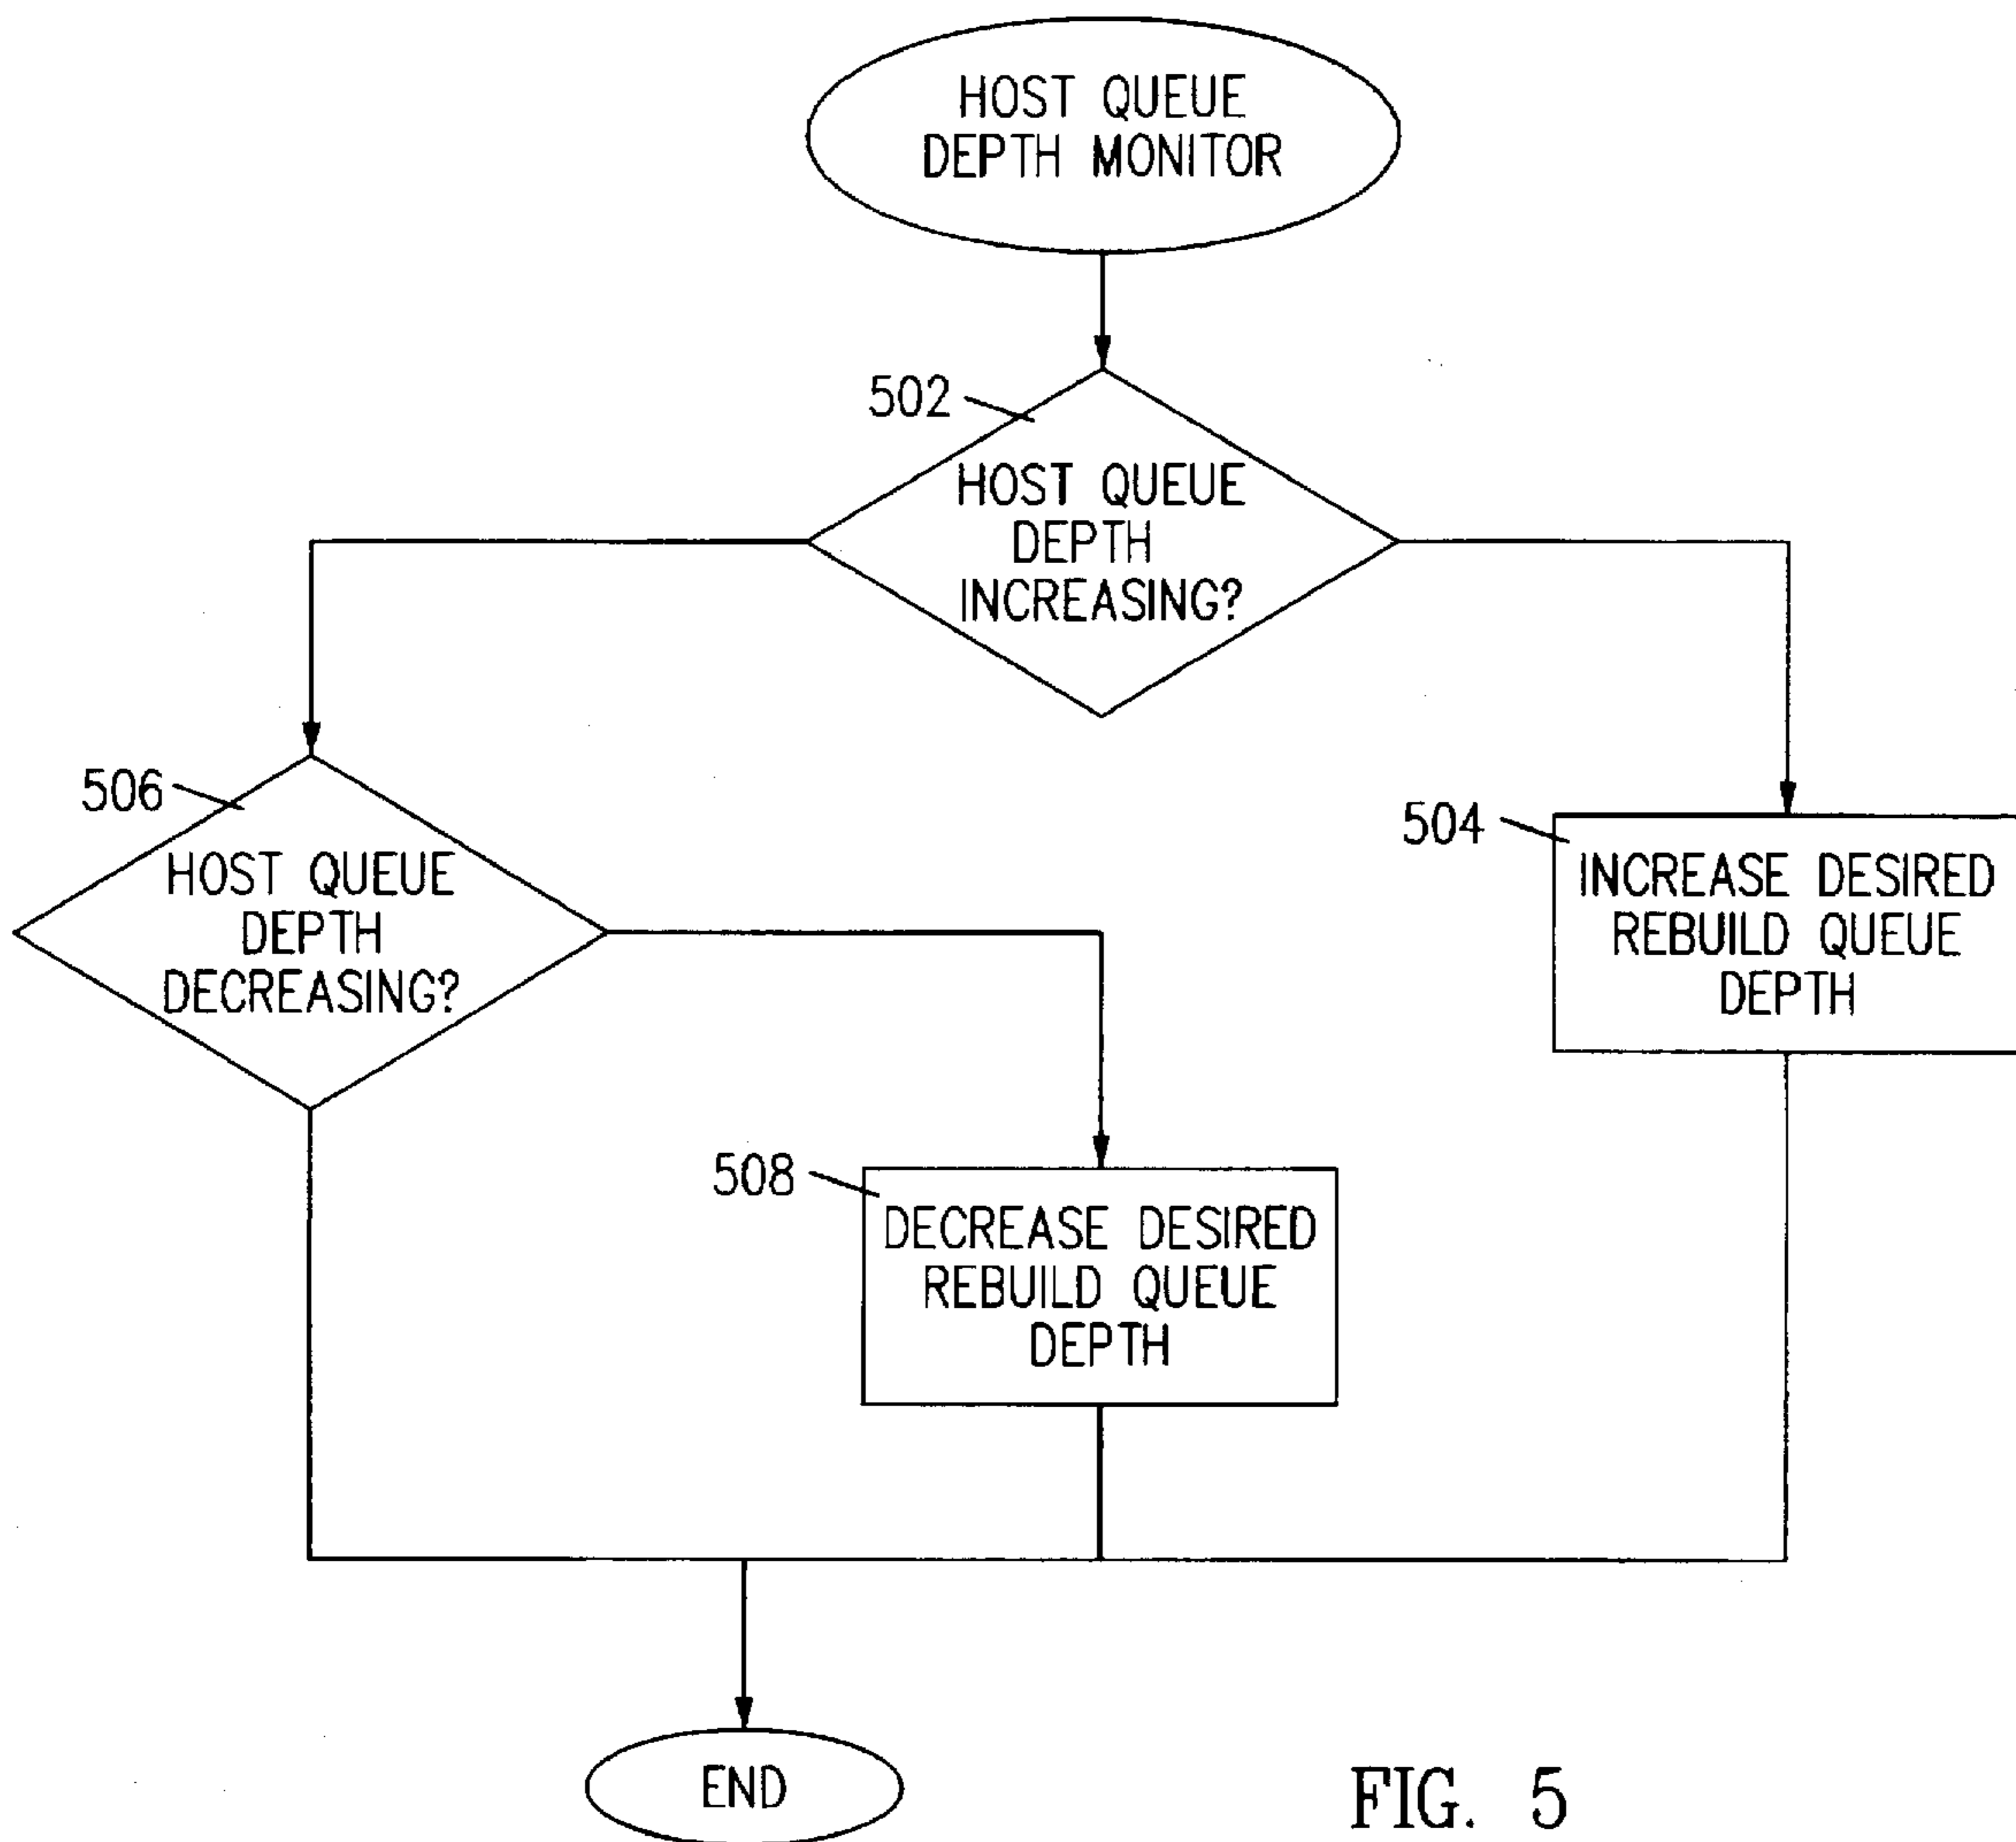 HOST QUEUE
DEPTH MONITOR
502
HOST QUEUE
DEPTH
INCREASING?
506
HOST QUEUE
DEPTH
DECREASING?
504
INCREASE DESIRED
REBUILD QUEUE
DEPTH
508
DECREASE DESIRED
REBUILD QUEUE
DEPTH
END
FIG. 5